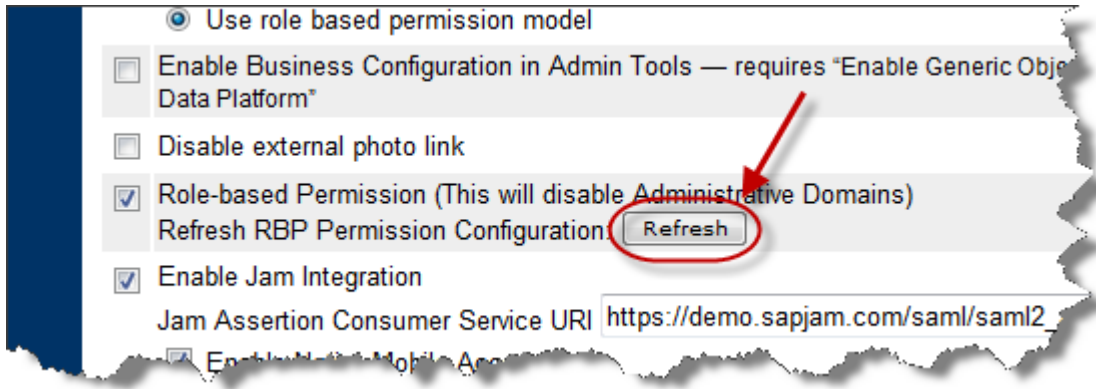 Use role based permission model
Enable Business Configuration in Admin Tools — requires “Enable Generic
Data Platform”
Disable external photo link
Role-based Permission (This will disable Administrative Domains)
Refresh RBP Permission Configuration: Refresh
Enable Jam Integration
Jam Assertion Consumer Service URI https://demo.sapjam.com/saml/saml2_